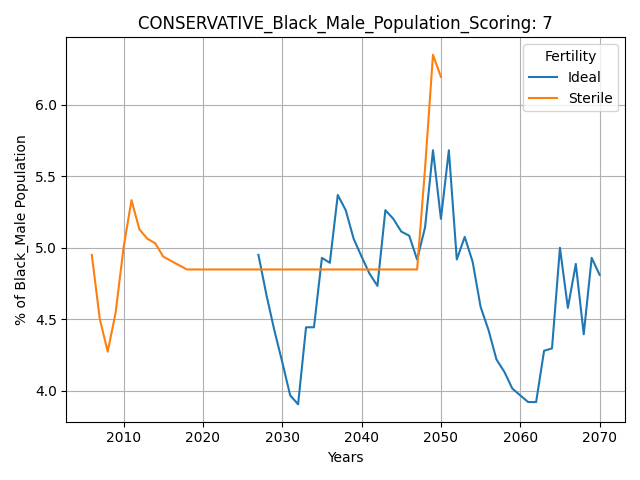 CONSERVATIVE_Black_Male_Population_Scoring: 7
Fertility
Ideal
Sterile
% of Black_Male Population
6.0
5.5
5.0
4.5
4.0
2010 2020 2030 2040 2050 2060 2070
Years